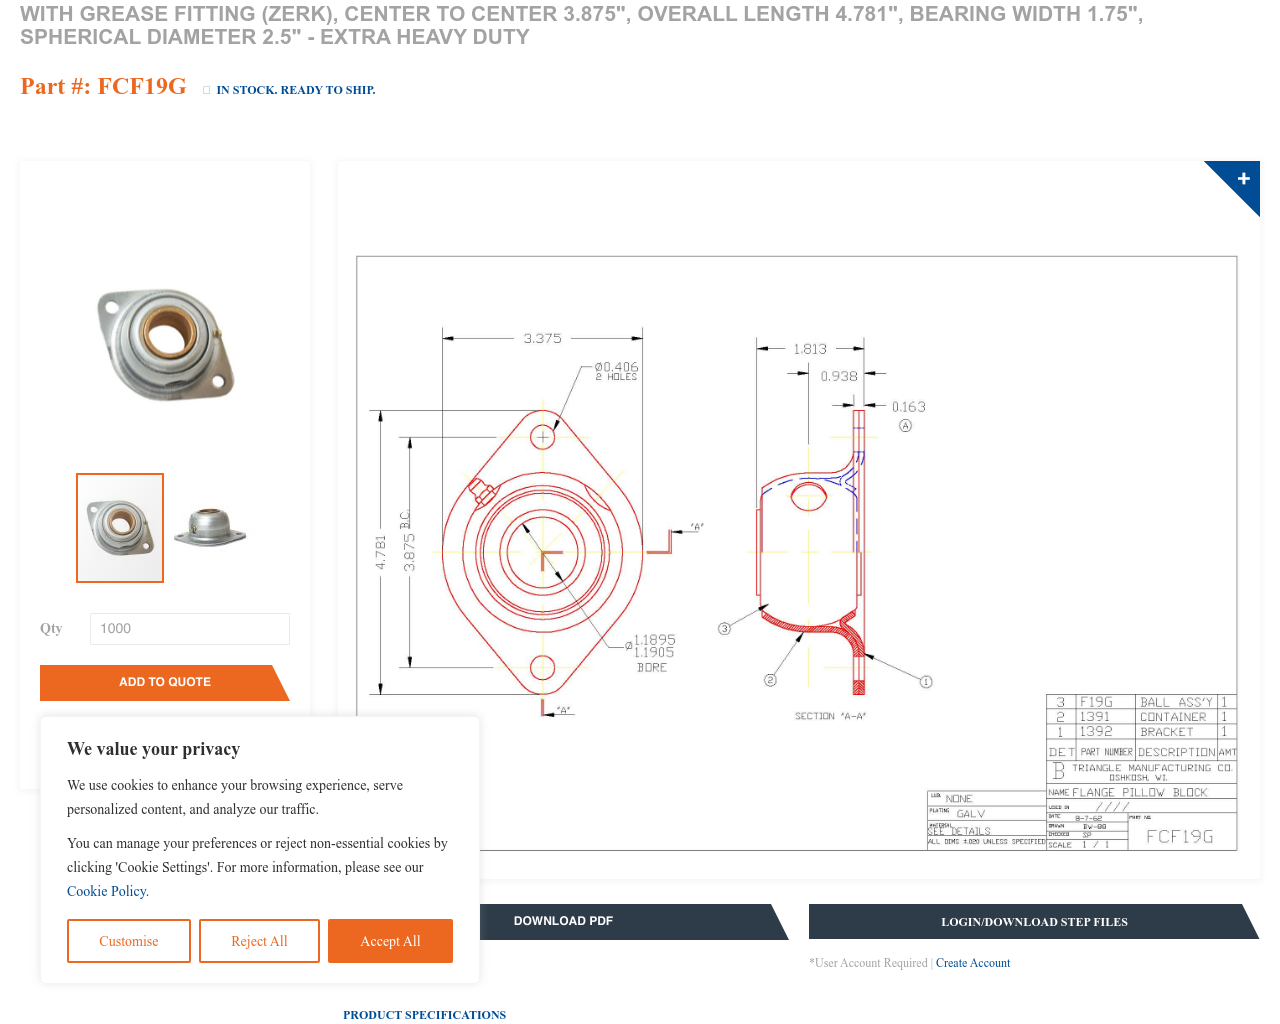 WITH GREASE FITTING (ZERK), CENTER TO CENTER 3.875", OVERALL LENGTH 4.781", BEARING WIDTH 1.75",
SPHERICAL DIAMETER 2.5" - EXTRA HEAVY DUTY
Part #: FCF19G
IN STOCK. READY TO SHIP.
+
3.375
Ø0.406
2 HOLES
4.781
3.875 B.C.
"A"
"A"
Ø 1.1895
1.1905
BORE
1.813
0.938
0.163
A
3
2
1
SECTION "A-A"
3 F19G BALL ASS'Y 1
2 1391 CONTAINER 1
1 1392 BRACKET 1
DET PART NUMBER DESCRIPTION AMT
B TRIANGLE MANUFACTURING CO.
OSHKOSH, WI.
NAME FLANGE PILLOW BLOCK
USED IN ////
DATE 8-7-62
DRAWN BW-88
CHECKED SP
SCALE 1 / 1
PART NO.
FCF19G
LUB. NONE
PLATING GALV
MATERIAL
SEE DETAILS
ALL DIMS ±.020 UNLESS SPECIFIED
Qty 1000
ADD TO QUOTE
We value your privacy
We use cookies to enhance your browsing experience, serve
personalized content, and analyze our traffic.
You can manage your preferences or reject non-essential cookies by
clicking 'Cookie Settings'. For more information, please see our
Cookie Policy.
Customise
Reject All
Accept All
DOWNLOAD PDF
LOGIN/DOWNLOAD STEP FILES
*User Account Required | Create Account
PRODUCT SPECIFICATIONS